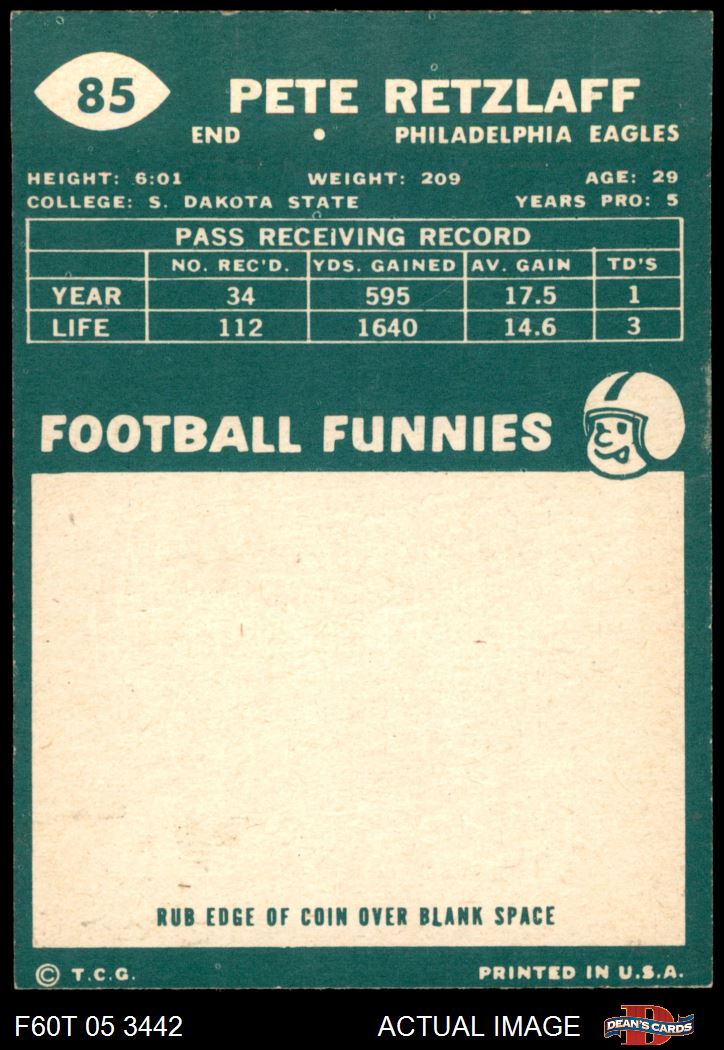 85
PETE RETZLAFF
END • PHILADELPHIA EAGLES
HEIGHT: 6:01 WEIGHT: 209 AGE: 29
COLLEGE: S. DAKOTA STATE YEARS PRO: 5
PASS RECEIVING RECORD
NO. REC'D. YDS. GAINED AV. GAIN TD'S
YEAR 34 595 17.5 1
LIFE 112 1640 14.6 3
FOOTBALL FUNNIES
RUB EDGE OF COIN OVER BLANK SPACE
© T.C.G. PRINTED IN U.S.A.
F60T 05 3442 ACTUAL IMAGE D DEAN'S CARDS